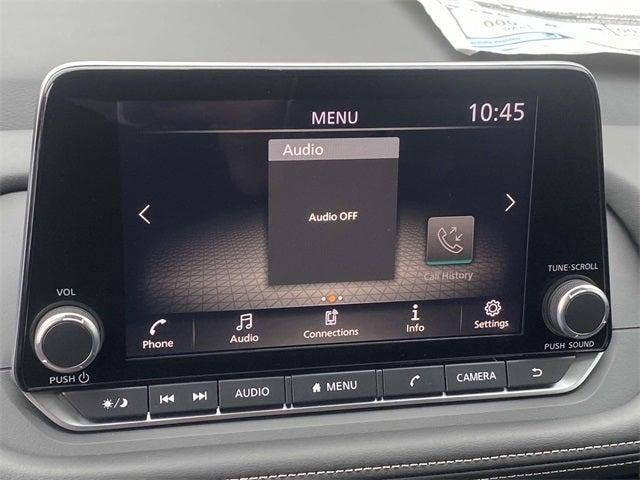 MENU 10:45
Audio
Audio OFF
Call History
VOL
TUNE·SCROLL
Phone Audio Connections Info Settings
PUSH
PUSH SOUND
AUDIO MENU CAMERA